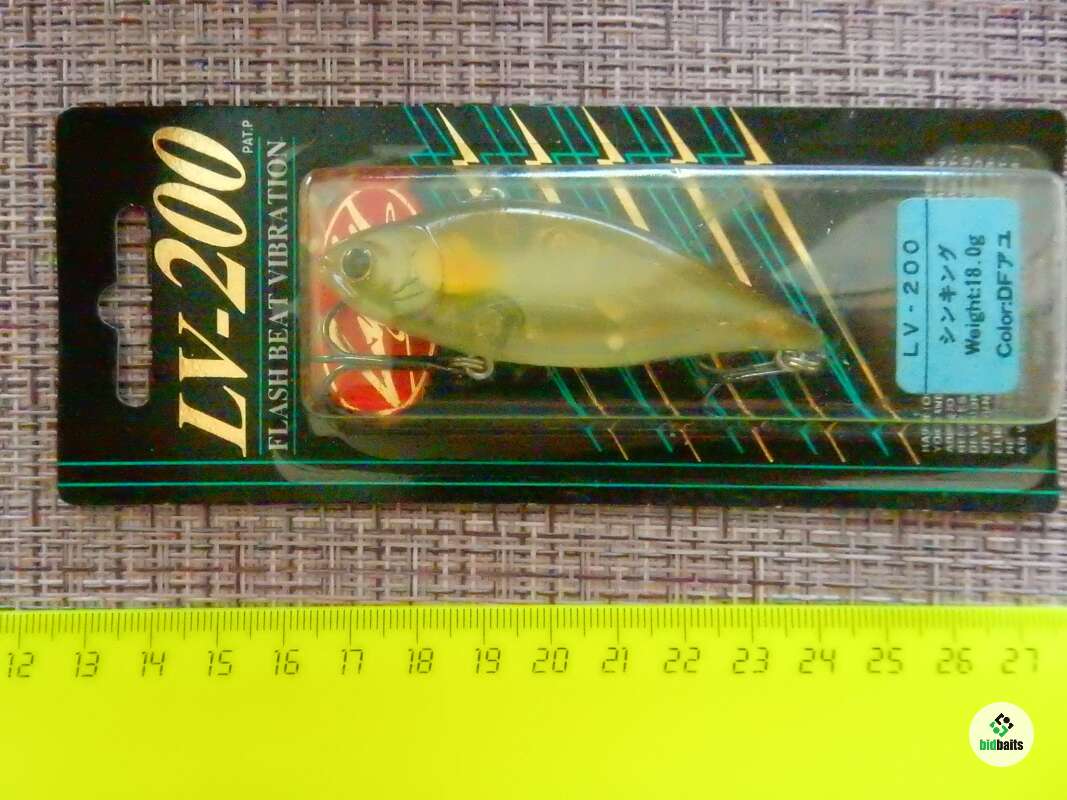 LV-200
PAT.P
FLASH BEAT VIBRATION
LV-200
シンキング
Weight:18.0g
Color:DFアユ
12 13 14 15 16 17 18 19 20 21 22 23 24 25 26 27
bidbaits